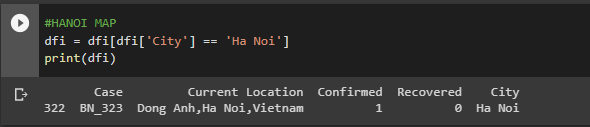 #HANOI MAP
dfi = dfi[dfi['City'] == 'Ha Noi']
print(dfi)
Case Current Location Confirmed Recovered City
322 BN_323 Dong Anh,Ha Noi,Vietnam 1 0 Ha Noi